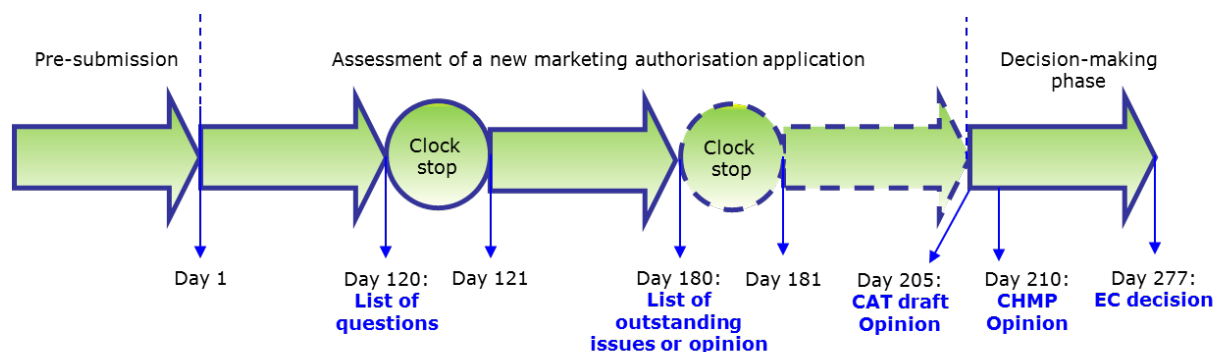 Pre-submission
Assessment of a new marketing authorisation application
Decision-making
phase
Clock
stop
Clock
stop
Day 1
Day 120:
List of
questions
Day 121
Day 180:
List of
outstanding
issues or opinion
Day 181
Day 205:
CAT draft
Opinion
Day 210:
CHMP
Opinion
Day 277:
EC decision